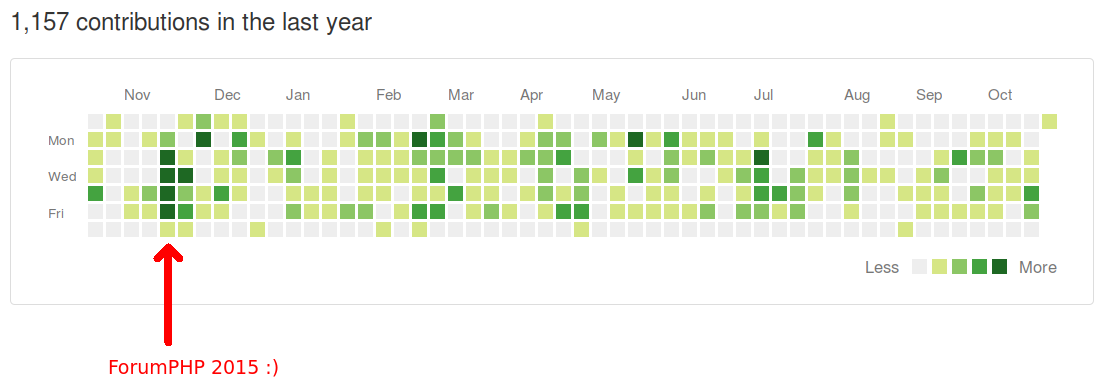 1,157 contributions in the last year
Nov Dec Jan Feb Mar Apr May Jun Jul Aug Sep Oct
Mon
Wed
Fri
Less More
ForumPHP 2015 :)